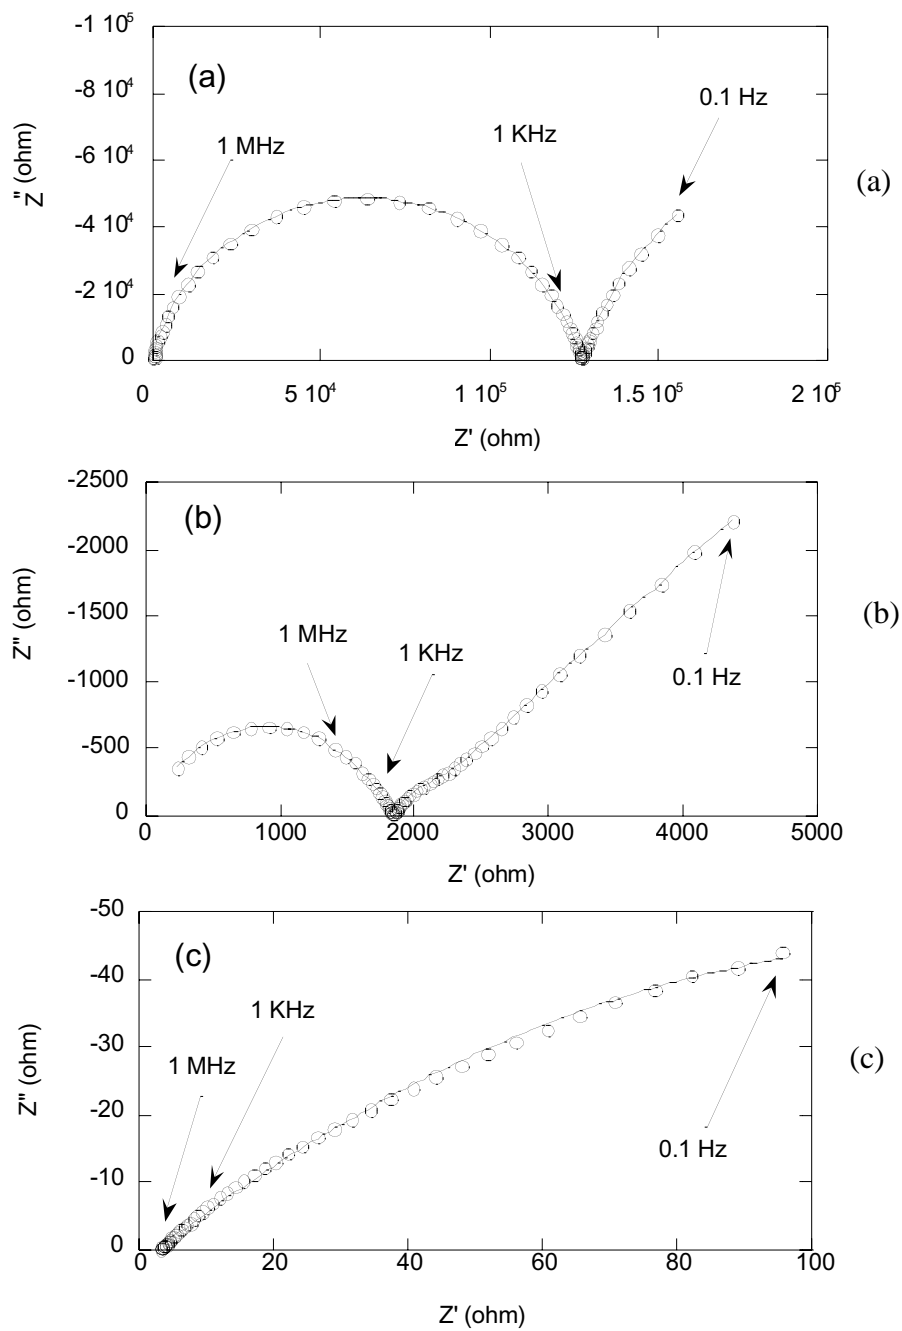 -1 10⁵
(a)
-8 10⁴
0.1 Hz
1 MHz
1 KHz
-6 10⁴
Z" (ohm)
(a)
-4 10⁴
-2 10⁴
0
0
5 10⁴
1 10⁵
1.5 10⁵
2 10⁵
Z' (ohm)
-2500
(b)
-2000
-1500
1 MHz
1 KHz
Z" (ohm)
(b)
-1000
0.1 Hz
-500
0
0
1000
2000
3000
4000
5000
Z' (ohm)
-50
(c)
-40
1 KHz
-30
1 MHz
Z" (ohm)
(c)
-20
0.1 Hz
-10
0
0
20
40
60
80
100
Z' (ohm)